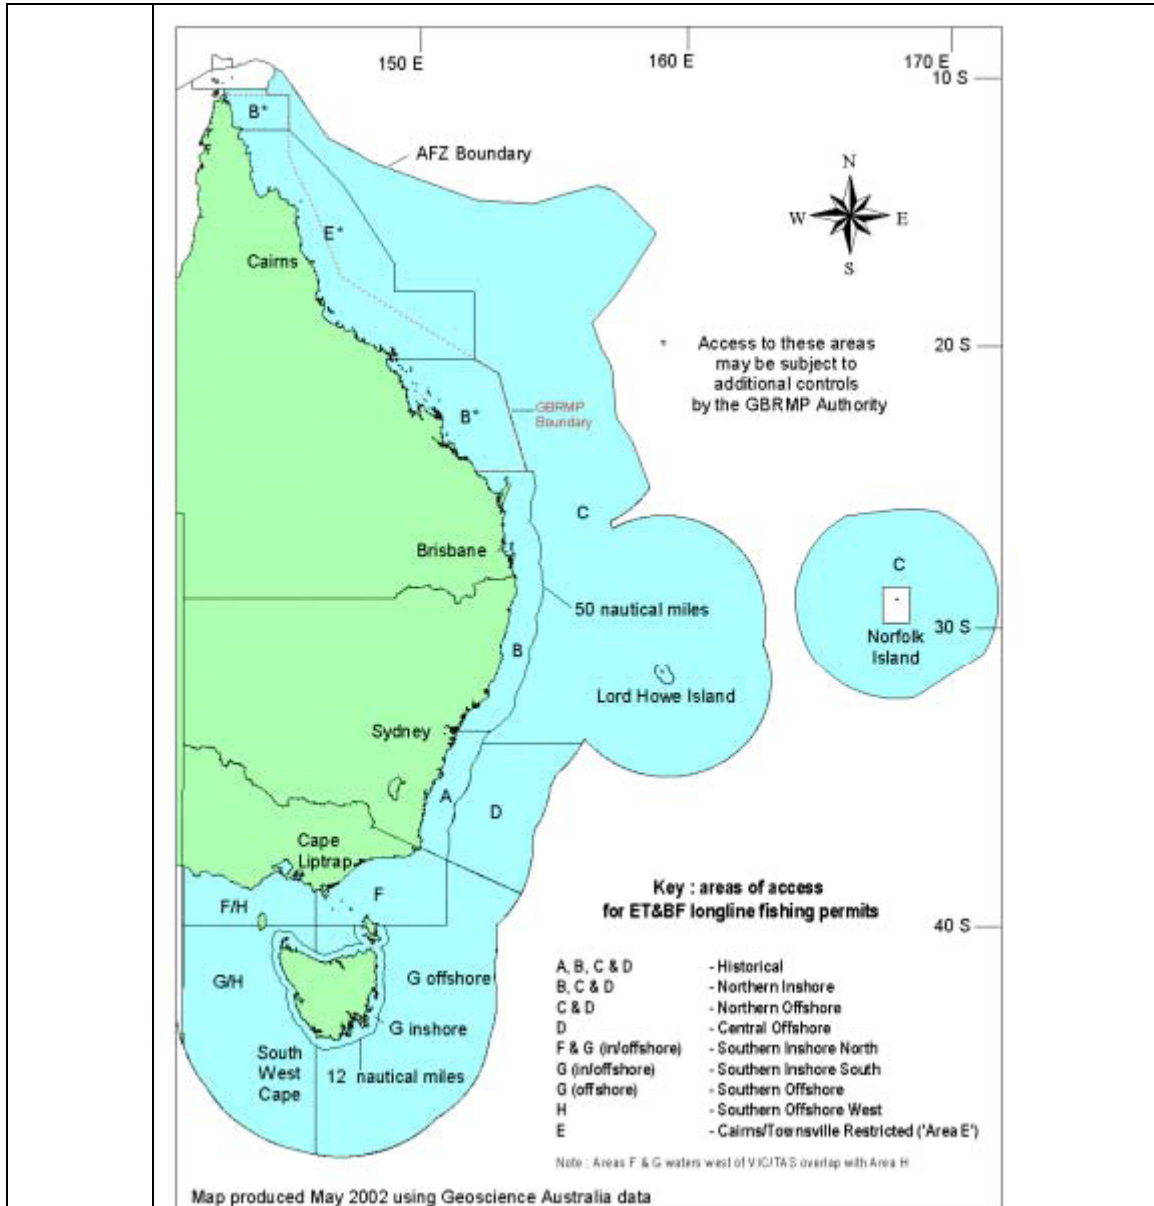 150 E
160 E
170 E
10 S
B*
AFZ Boundary
N
W
E
S
E*
Cairns
* Access to these areas
may be subject to
additional controls
by the GBRMP Authority
20 S
B*
GBRMP
Boundary
C
Brisbane
C
50 nautical miles
30 S
Norfolk
Island
B
Lord Howe Island
Sydney
A
D
Cape
Liptrap
F
F/H
Key : areas of access
for ET&BF longline fishing permits
40 S
G/H
G offshore
G inshore
South
West
Cape
12 nautical miles
A, B, C & D - Historical
B, C & D - Northern Inshore
C & D - Northern Offshore
D - Central Offshore
F & G (in/offshore) - Southern Inshore North
G (in/offshore) - Southern Inshore South
G (offshore) - Southern Offshore
H - Southern Offshore West
E - Cairns/Townsville Restricted ('Area E')
Note : Areas F & G waters west of VIC/TAS overlap with Area H
Map produced May 2002 using Geoscience Australia data